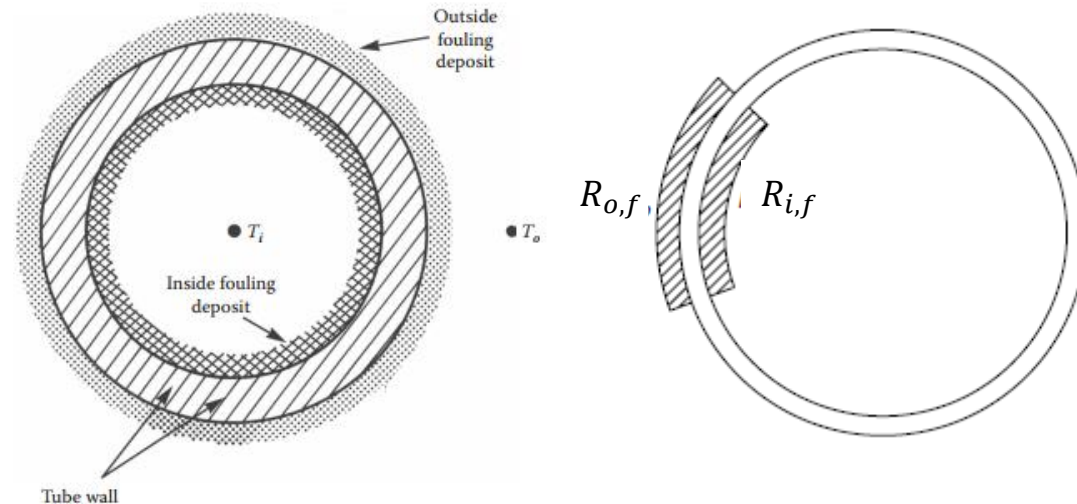 Outside
fouling
deposit
T_i
T_o
Inside fouling
deposit
Tube wall
R_{o,f}
R_{i,f}